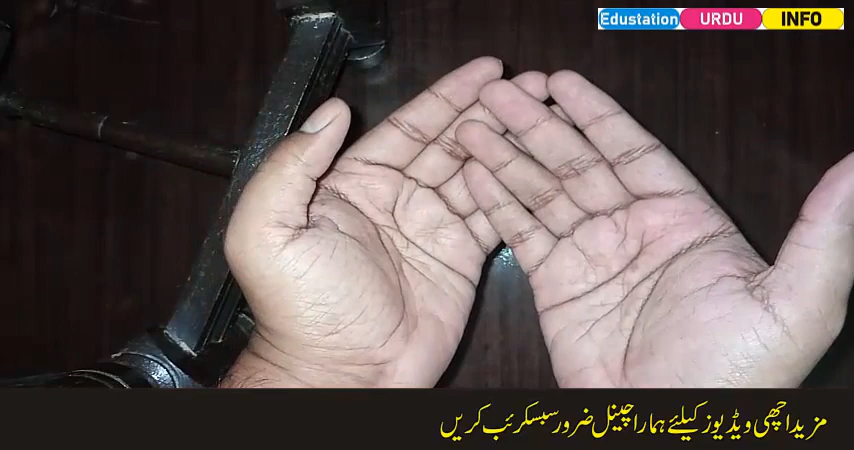 Edustation URDU INFO
مزید اچھی ویڈیوز کیلئے ہمارا چینل ضرور سبسکرائب کریں